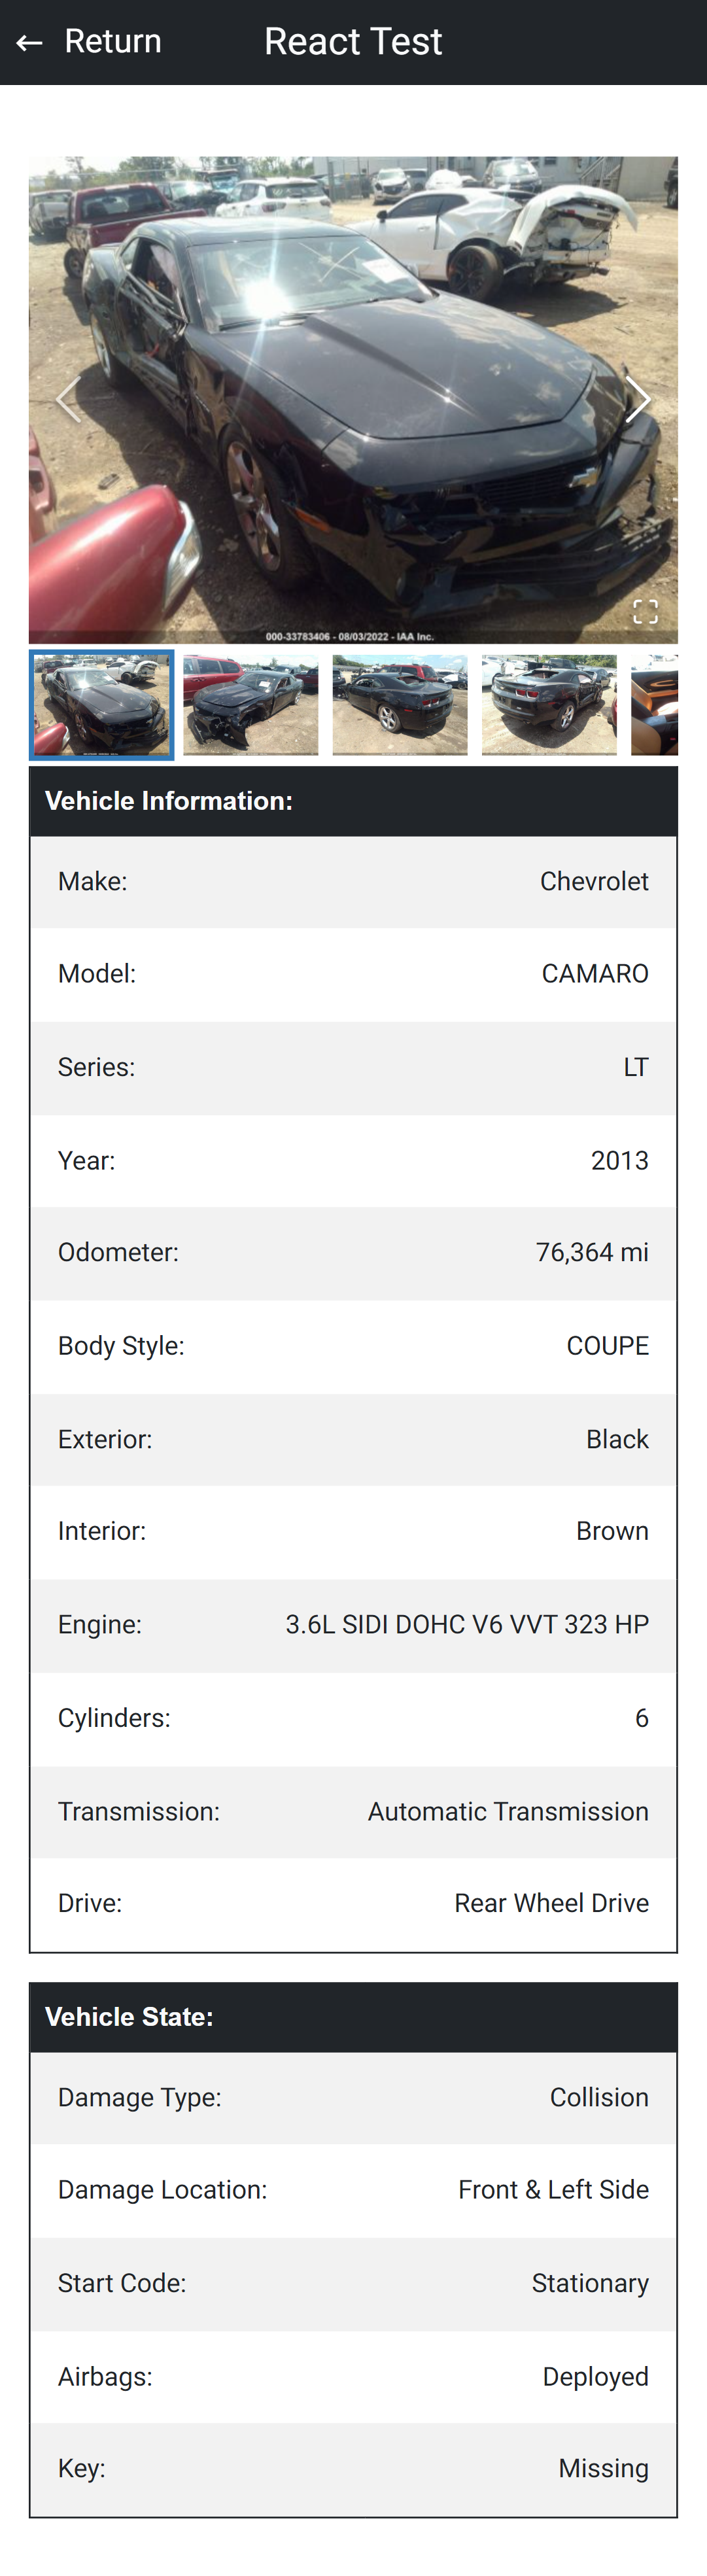 ← Return
React Test
000-33783406 - 08/03/2022 - IAA Inc.
Vehicle Information:
Make: Chevrolet
Model: CAMARO
Series: LT
Year: 2013
Odometer: 76,364 mi
Body Style: COUPE
Exterior: Black
Interior: Brown
Engine: 3.6L SIDI DOHC V6 VVT 323 HP
Cylinders: 6
Transmission: Automatic Transmission
Drive: Rear Wheel Drive
Vehicle State:
Damage Type: Collision
Damage Location: Front & Left Side
Start Code: Stationary
Airbags: Deployed
Key: Missing